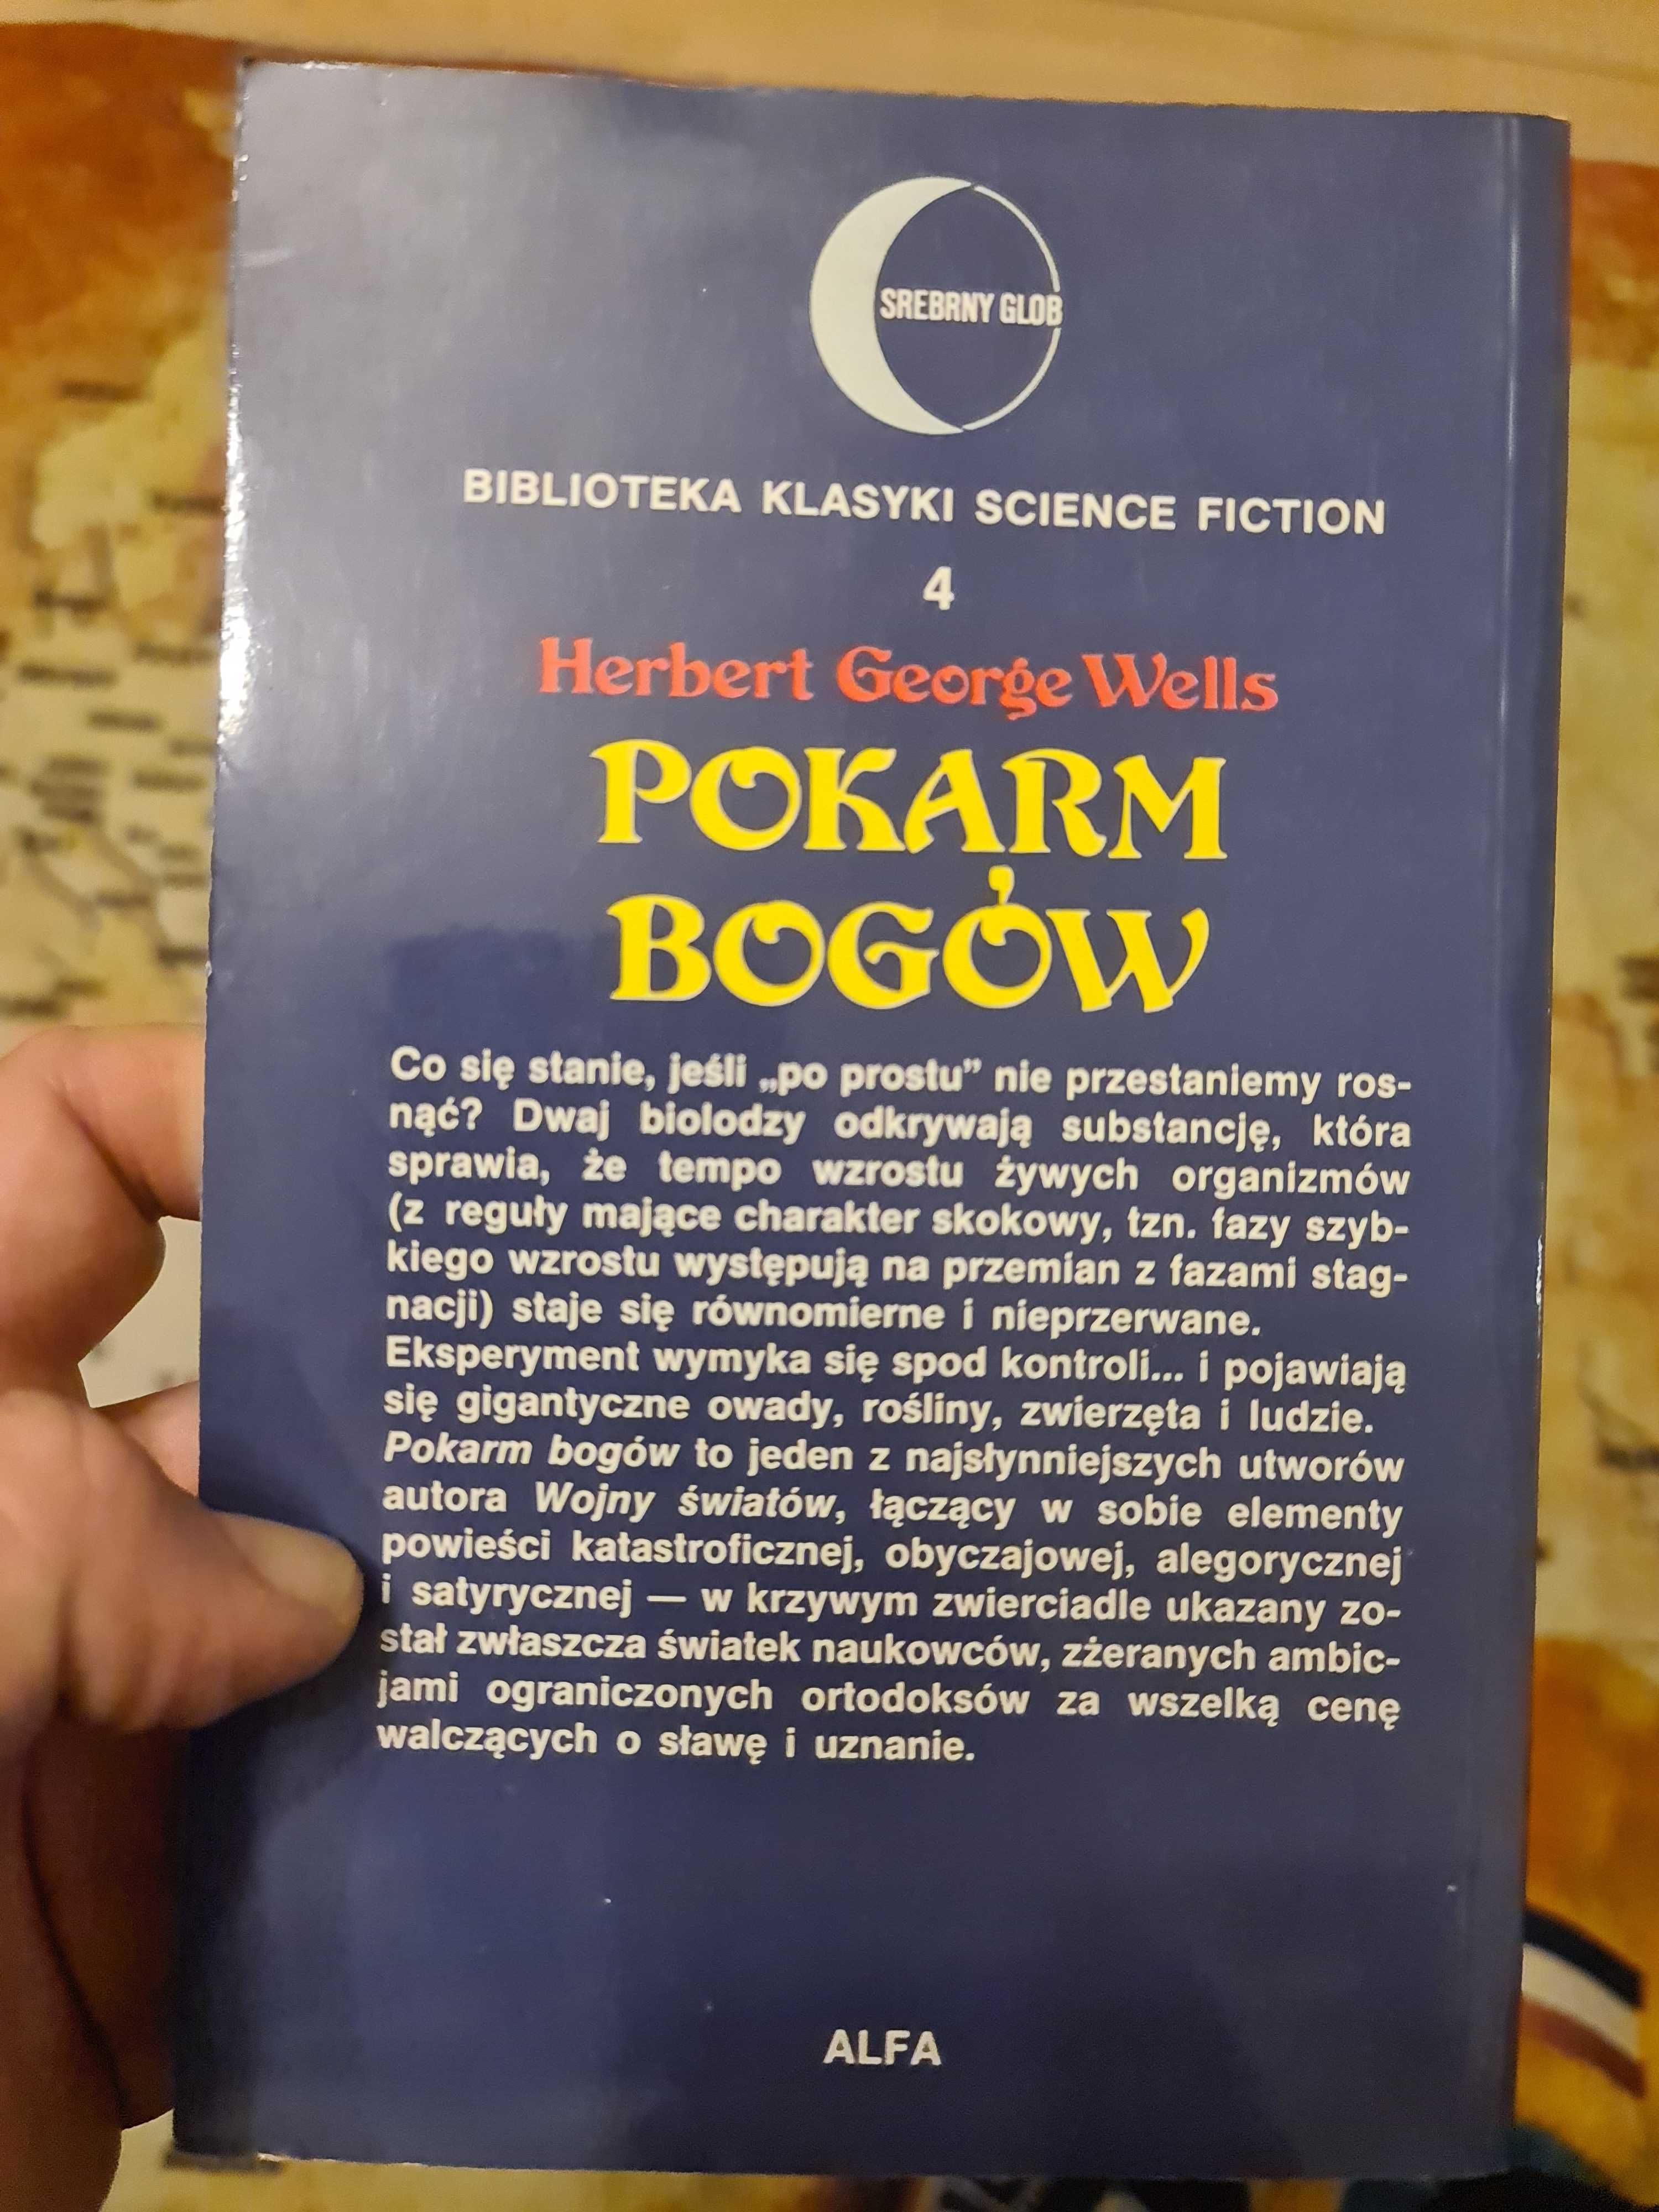 SREBRNY GLOB
BIBLIOTEKA KLASYKI SCIENCE FICTION
4
Herbert George Wells
POKARM
BOGÓW
Co się stanie, jeśli „po prostu” nie przestaniemy ros-
nąć? Dwaj biolodzy odkrywają substancję, która
sprawia, że tempo wzrostu żywych organizmów
(z reguły mające charakter skokowy, tzn. fazy szyb-
kiego wzrostu występują na przemian z fazami stag-
nacji) staje się równomierne i nieprzerwane.
Eksperyment wymyka się spod kontroli... i pojawiają
się gigantyczne owady, rośliny, zwierzęta i ludzie.
Pokarm bogów to jeden z najsłynniejszych utworów
autora Wojny światów, łączący w sobie elementy
powieści katastroficznej, obyczajowej, alegorycznej
i satyrycznej — w krzywym zwierciadle ukazany zo-
stał zwłaszcza światek naukowców, zżeranych ambic-
jami ograniczonych ortodoksów za wszelką cenę
walczących o sławę i uznanie.
ALFA